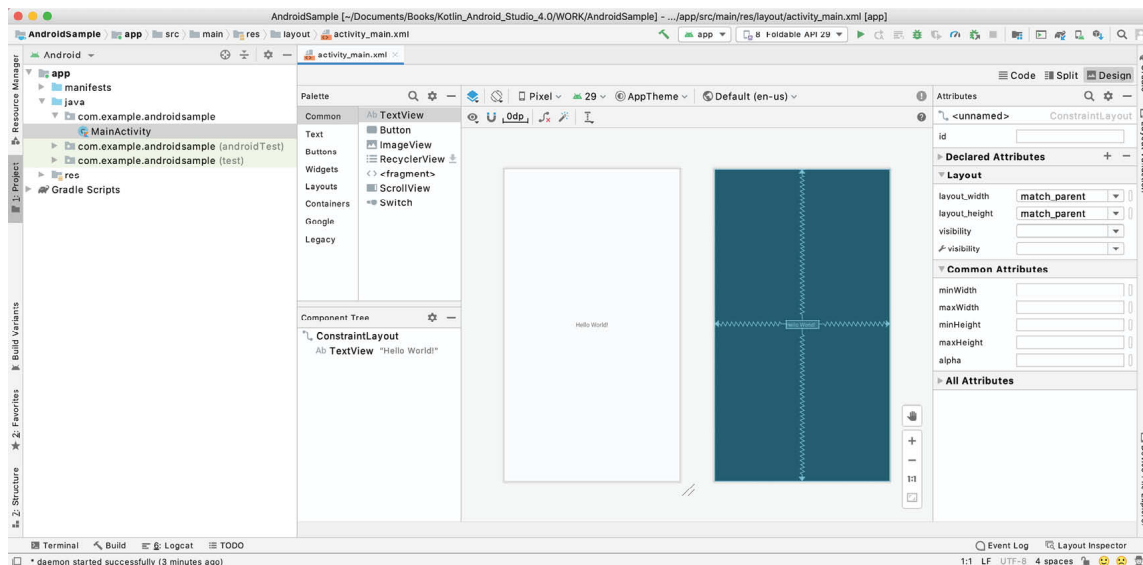 AndroidSample [~/Documents/Books/Kotlin_Android_Studio_4.0/WORK/AndroidSample] - .../app/src/main/res/layout/activity_main.xml [app]
AndroidSample app src main res layout activity_main.xml app 8 Foldable API 29
Android
activity_main.xml
Code Split Design
Resource Manager
1: Project
Build Variants
2: Favorites
2: Structure
app
manifests
java
com.example.androidsample
MainActivity
com.example.androidsample (androidTest)
com.example.androidsample (test)
res
Gradle Scripts
Palette
Common
Text
Buttons
Widgets
Layouts
Containers
Google
Legacy
Ab TextView
Button
ImageView
RecyclerView
<fragment>
ScrollView
Switch
Component Tree
ConstraintLayout
Ab TextView "Hello World!"
Pixel 29 AppTheme Default (en-us)
0dp
Hello World!
Hello World!
1:1
Attributes
<unnamed> ConstraintLayout
id
Declared Attributes
Layout
layout_width match_parent
layout_height match_parent
visibility
visibility
Common Attributes
minWidth
maxWidth
minHeight
maxHeight
alpha
All Attributes
Terminal Build 6: Logcat TODO Event Log Layout Inspector
* daemon started successfully (3 minutes ago) 1:1 LF UTF-8 4 spaces